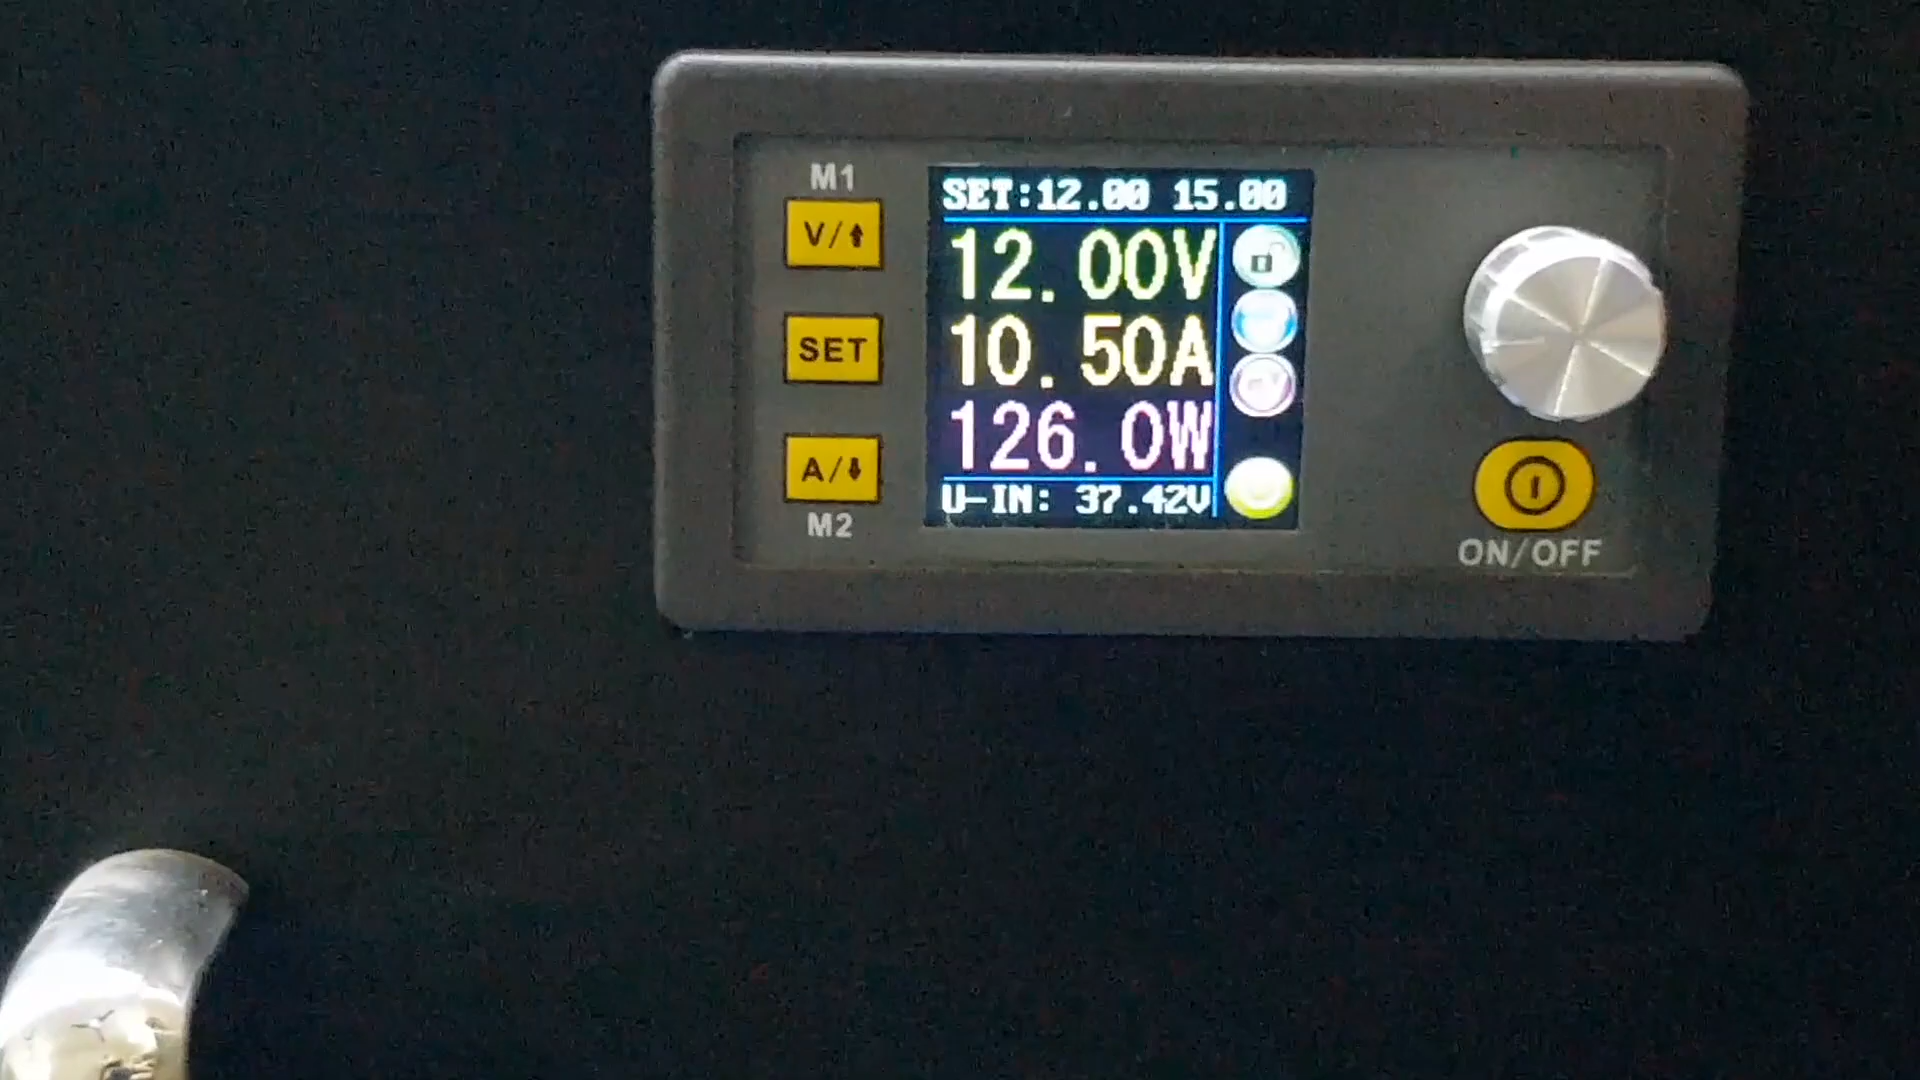 M1
V/
SET
A/
M2
SET:12.00 15.00
12.00V
10.50A
126.0W
U-IN: 37.42V
ON/OFF